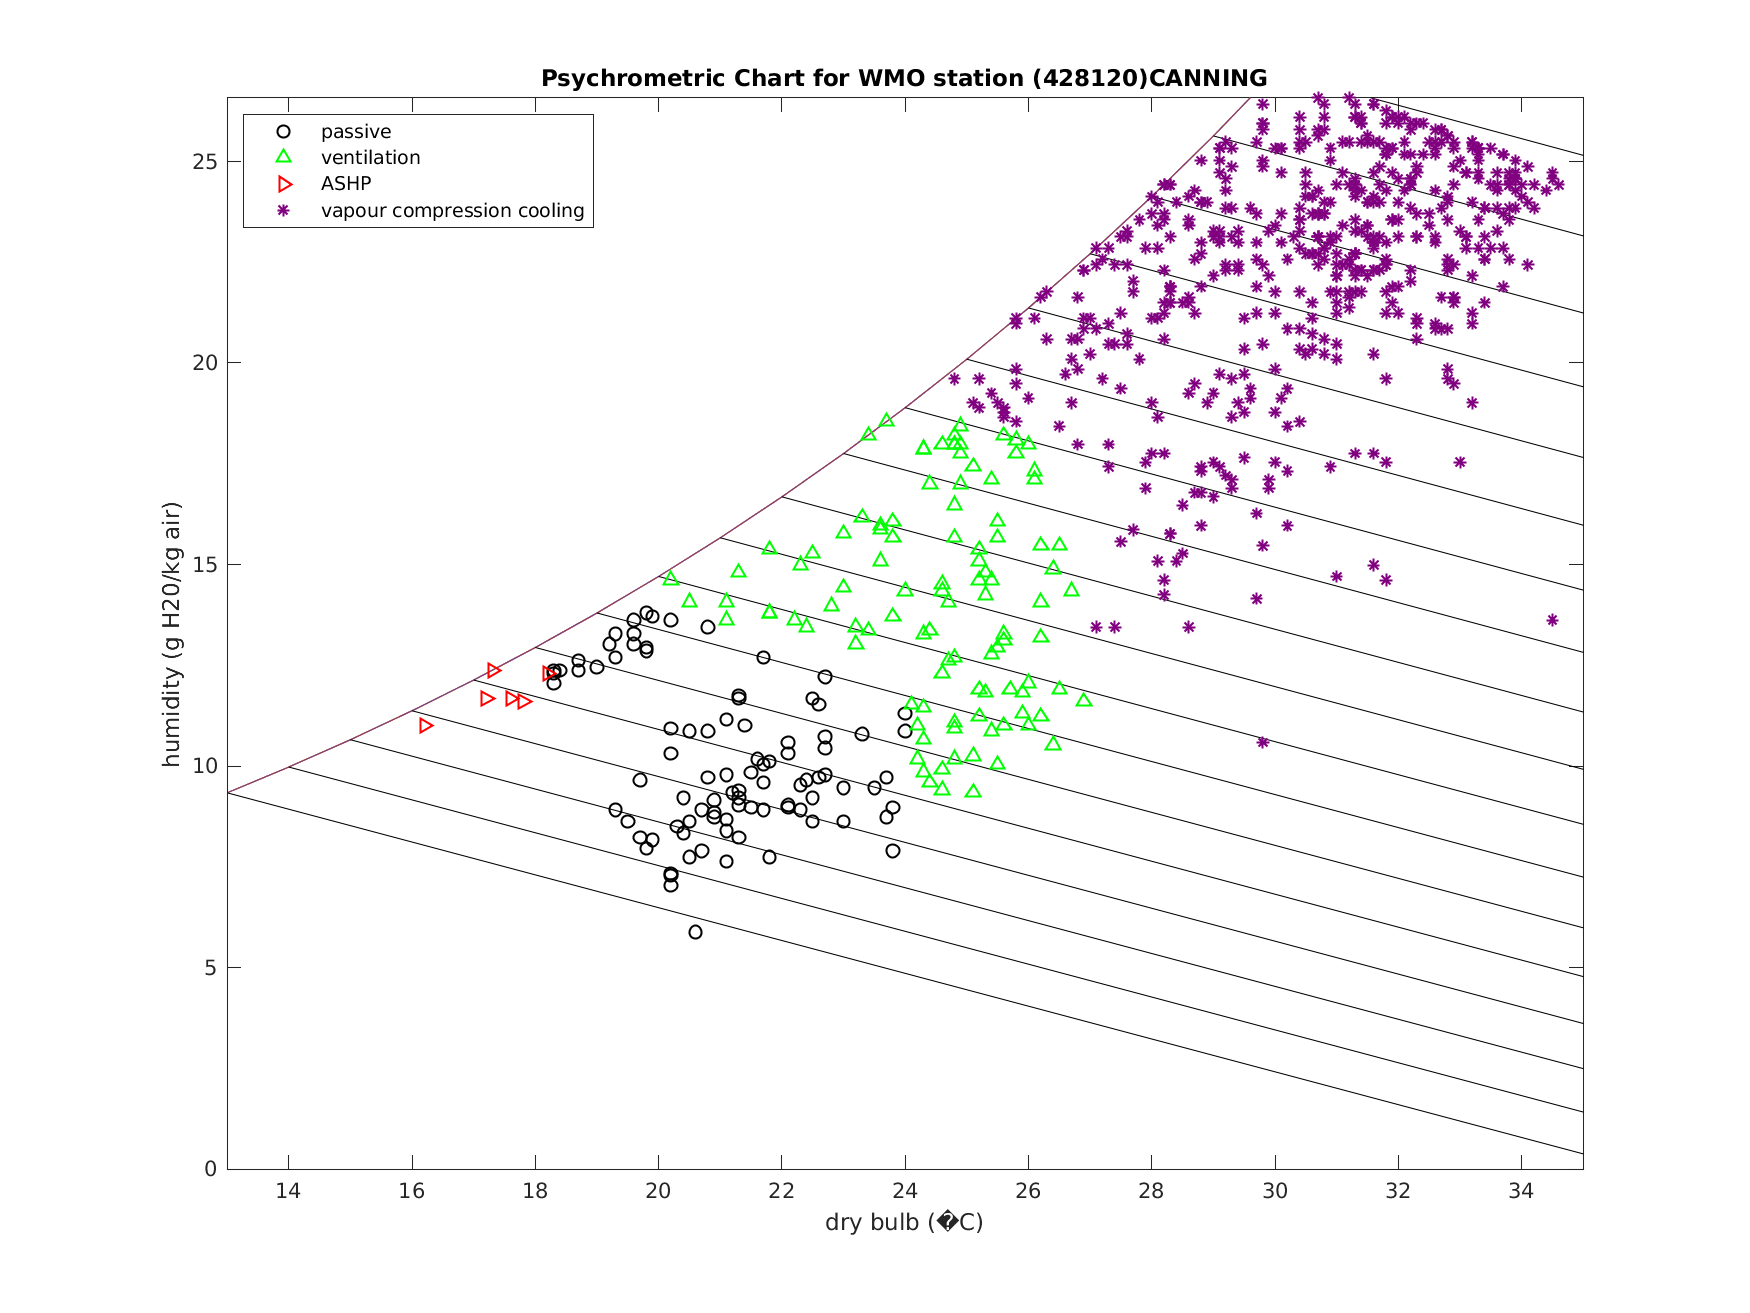 Psychrometric Chart for WMO station (428120)CANNING
passive
ventilation
ASHP
vapour compression cooling
humidity (g H20/kg air)
25
20
15
10
5
0
14 16 18 20 22 24 26 28 30 32 34
dry bulb (�C)